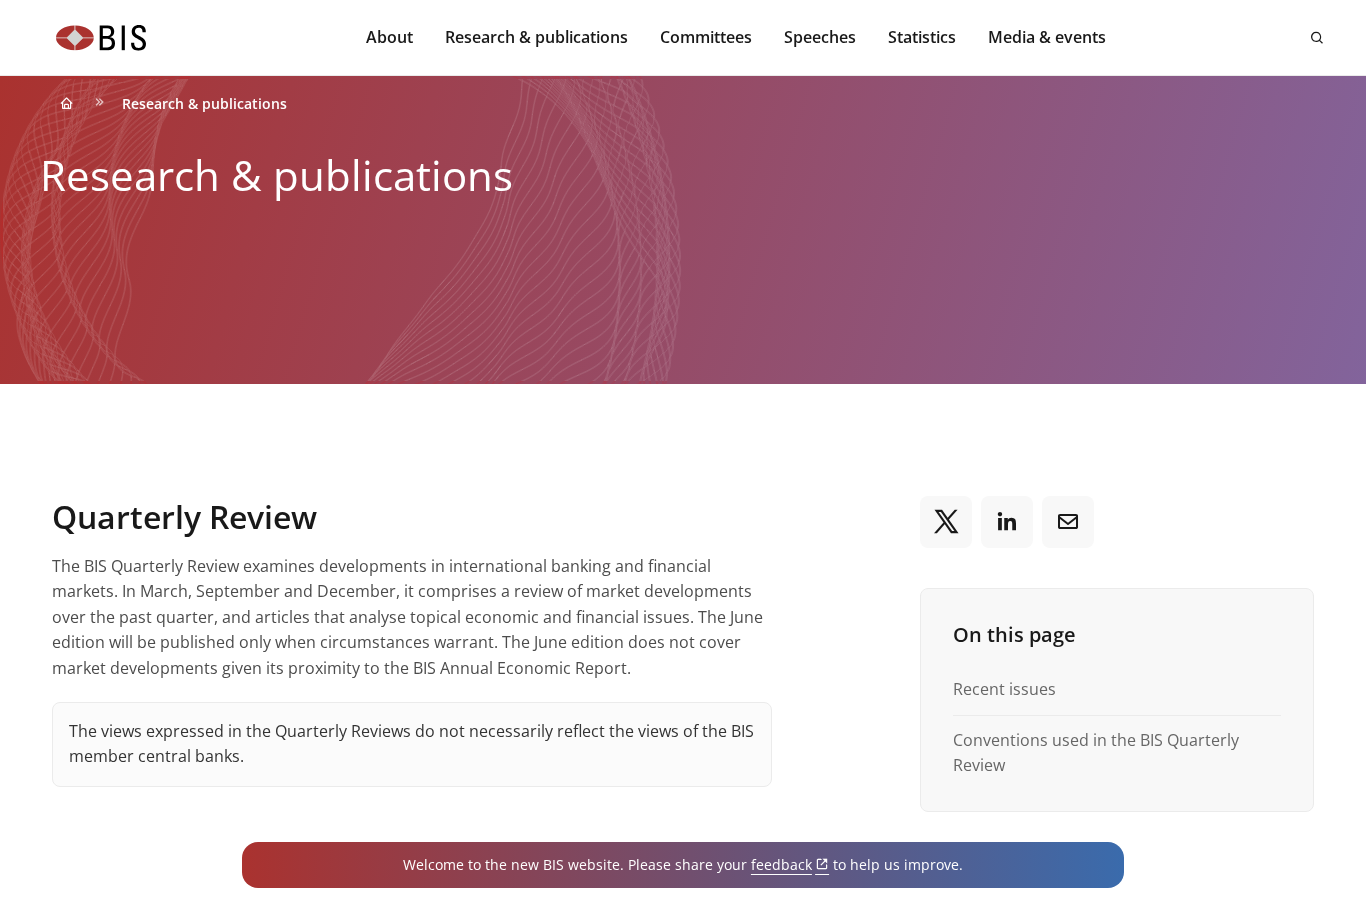 BIS
About
Research & publications
Committees
Speeches
Statistics
Media & events
Research & publications
Research & publications
Quarterly Review
The BIS Quarterly Review examines developments in international banking and financial
markets. In March, September and December, it comprises a review of market developments
over the past quarter, and articles that analyse topical economic and financial issues. The June
edition will be published only when circumstances warrant. The June edition does not cover
market developments given its proximity to the BIS Annual Economic Report.
The views expressed in the Quarterly Reviews do not necessarily reflect the views of the BIS
member central banks.
On this page
Recent issues
Conventions used in the BIS Quarterly
Review
Welcome to the new BIS website. Please share your feedback to help us improve.